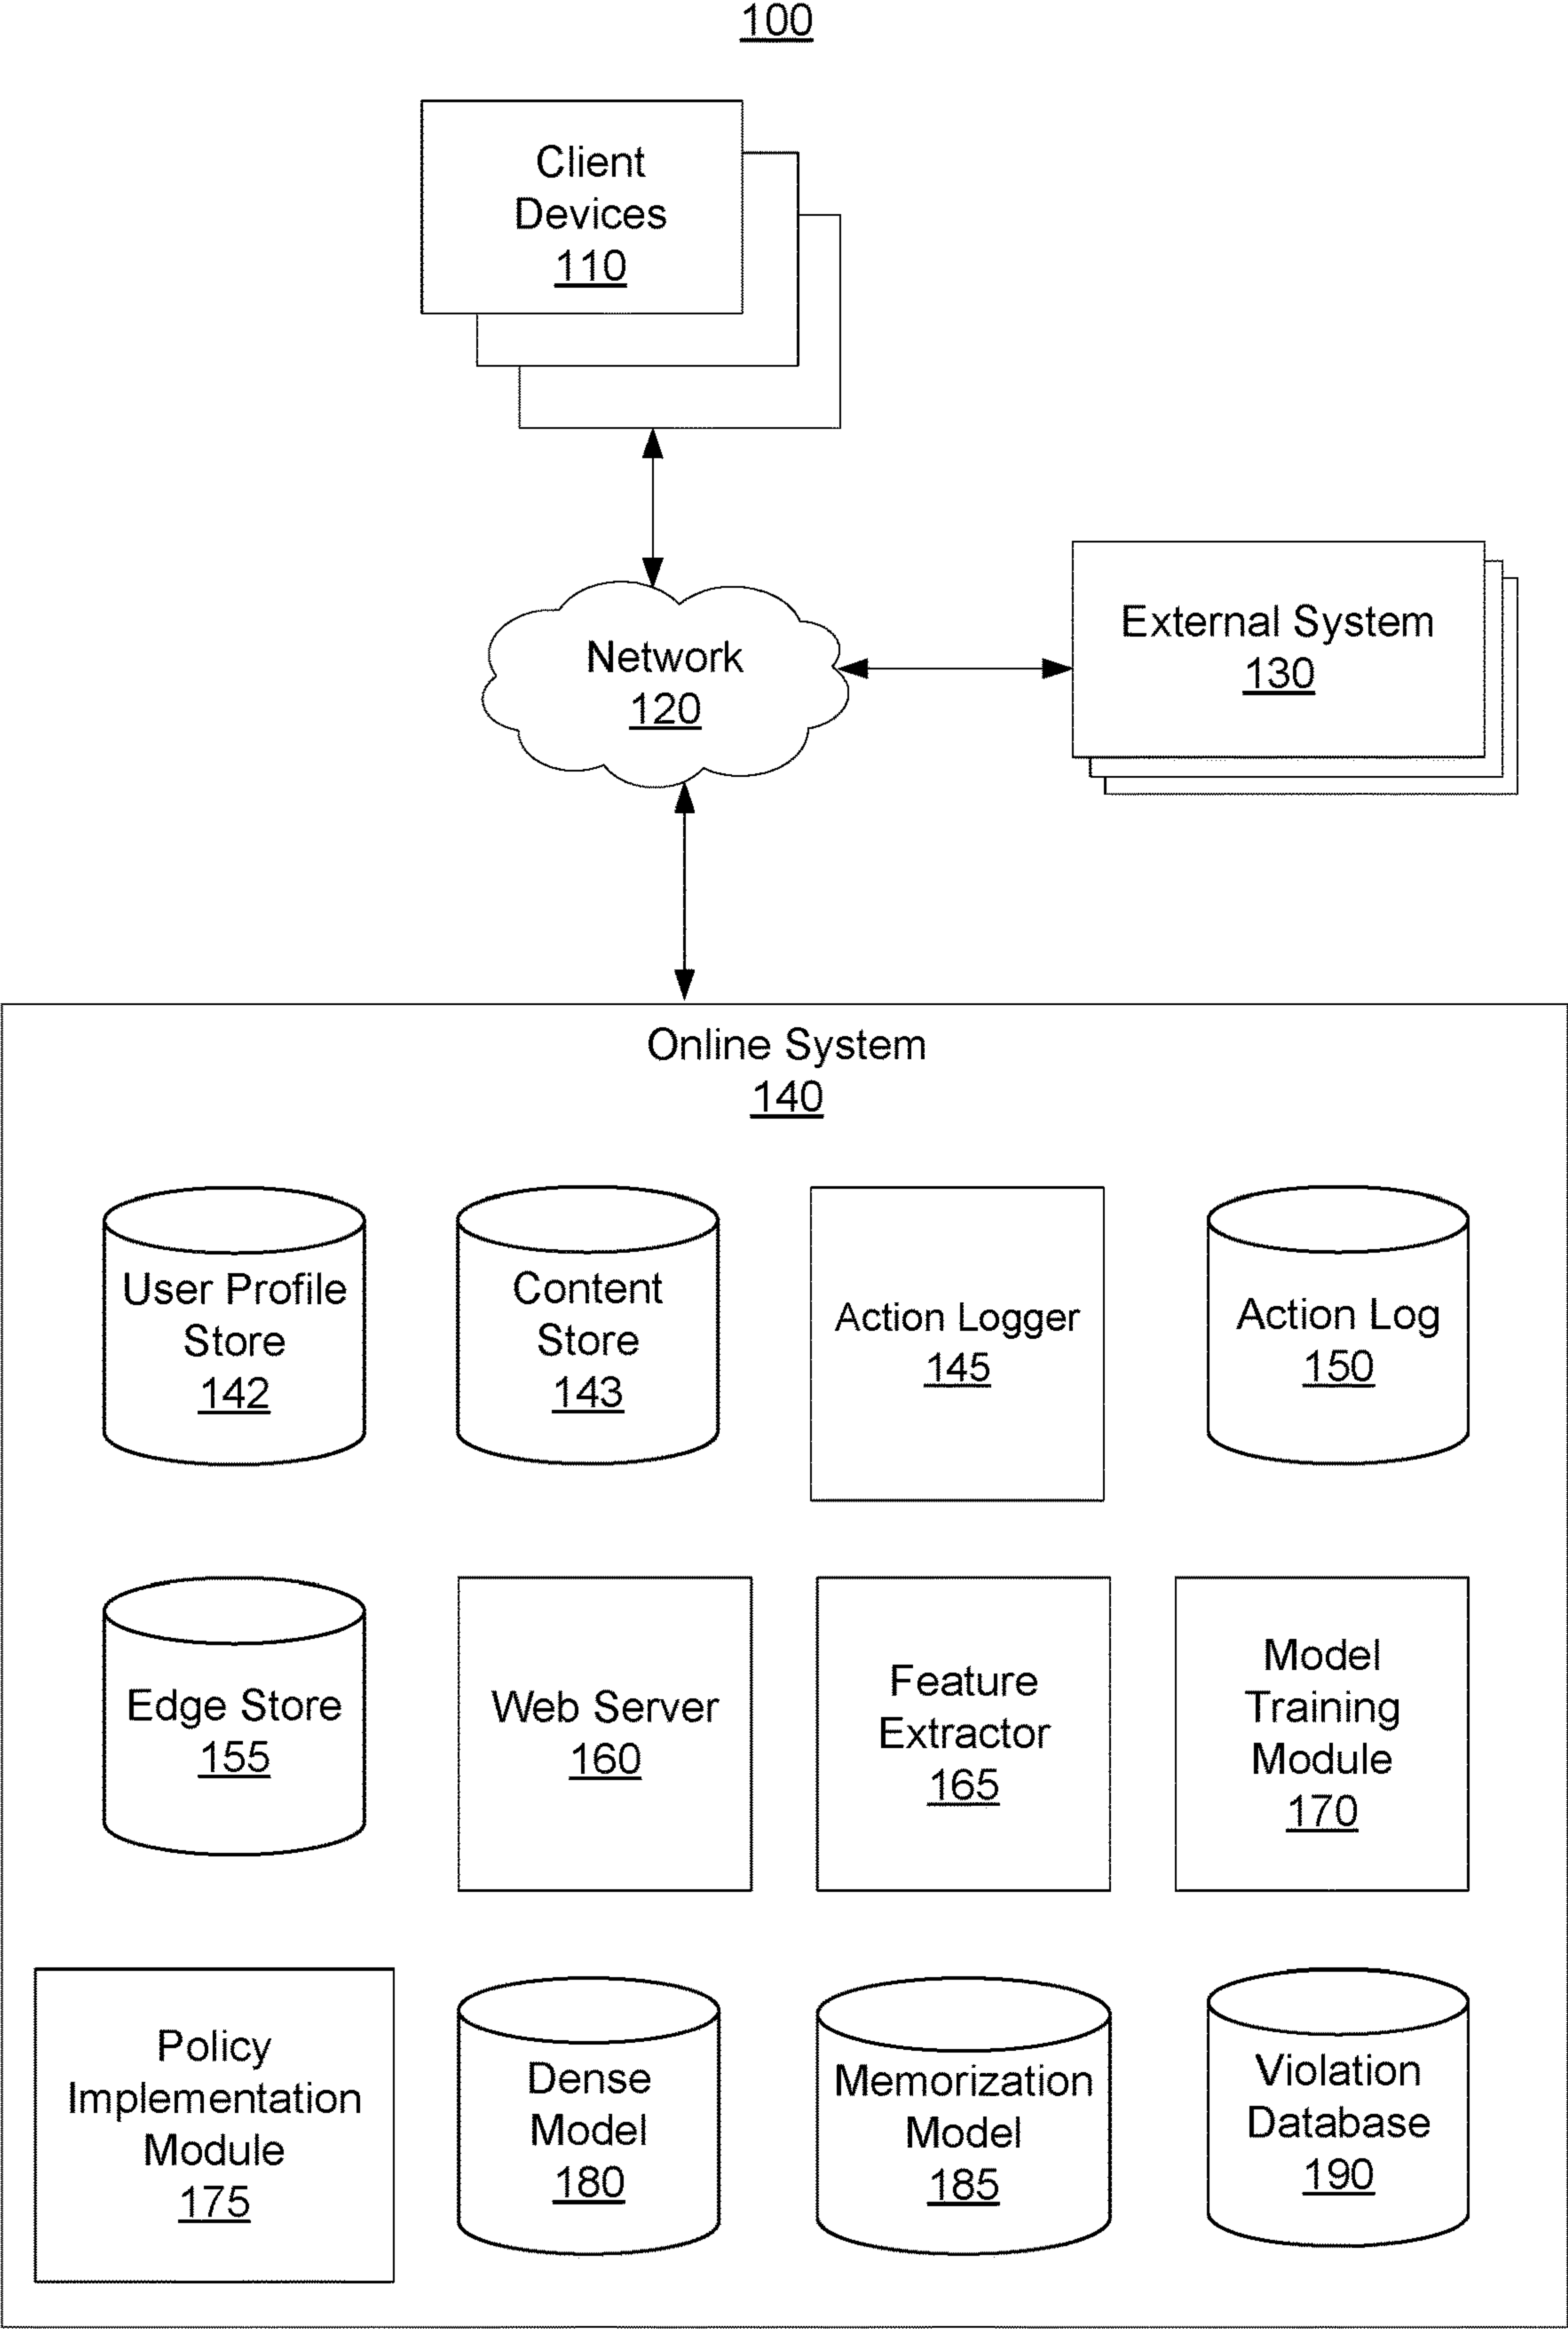 100
Client
Devices
110
Network
120
External System
130
Online System
140
User Profile
Store
142
Content
Store
143
Action Logger
145
Action Log
150
Edge Store
155
Web Server
160
Feature
Extractor
165
Model
Training
Module
170
Policy
Implementation
Module
175
Dense
Model
180
Memorization
Model
185
Violation
Database
190